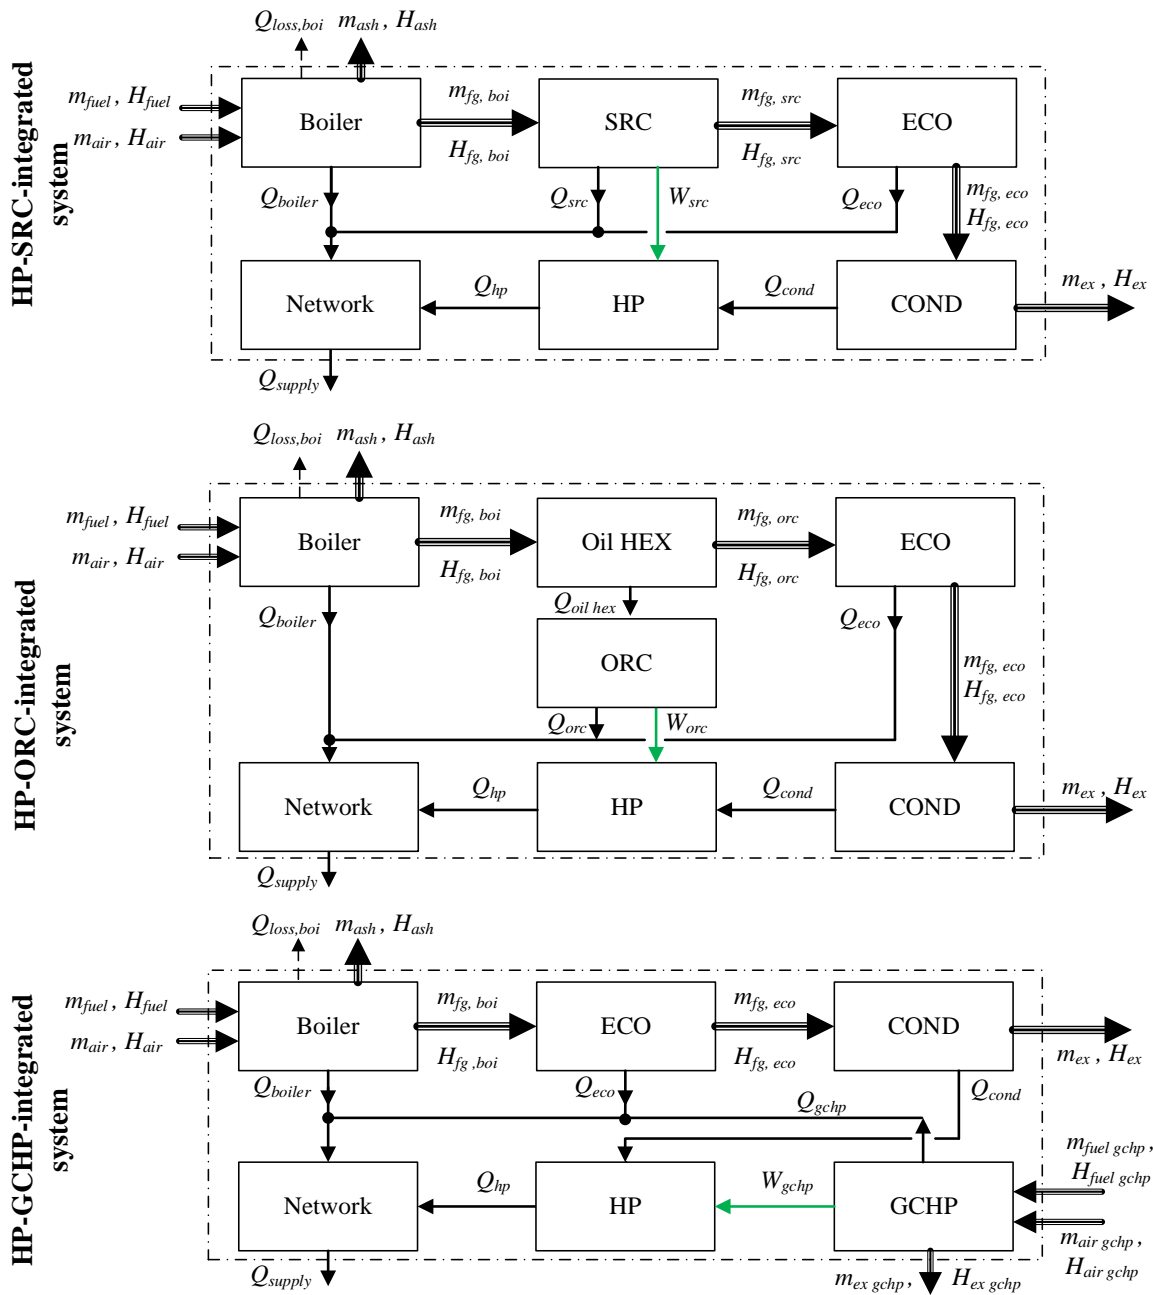 HP-SRC-integrated
system
Q_loss,boi m_ash , H_ash
m_fuel , H_fuel
m_air , H_air
Boiler
m_fg, boi
H_fg, boi
SRC
m_fg, src
H_fg, src
ECO
Q_boiler
Q_src
W_src
Q_eco
m_fg, eco
H_fg, eco
Network
Q_hp
HP
Q_cond
COND
m_ex , H_ex
Q_supply
HP-ORC-integrated
system
Q_loss,boi m_ash , H_ash
m_fuel , H_fuel
m_air , H_air
Boiler
m_fg, boi
H_fg, boi
Oil HEX
m_fg, orc
H_fg, orc
ECO
Q_boiler
Q_oil hex
Q_eco
ORC
m_fg, eco
H_fg, eco
Q_orc
W_orc
Network
Q_hp
HP
Q_cond
COND
m_ex , H_ex
Q_supply
HP-GCHP-integrated
system
Q_loss,boi m_ash , H_ash
m_fuel , H_fuel
m_air , H_air
Boiler
m_fg, boi
H_fg ,boi
ECO
m_fg, eco
H_fg, eco
COND
m_ex , H_ex
Q_boiler
Q_eco
Q_gchp
Q_cond
Network
Q_hp
HP
W_gchp
GCHP
m_fuel gchp ,
H_fuel gchp
m_air gchp ,
H_air gchp
Q_supply
m_ex gchp , H_ex gchp